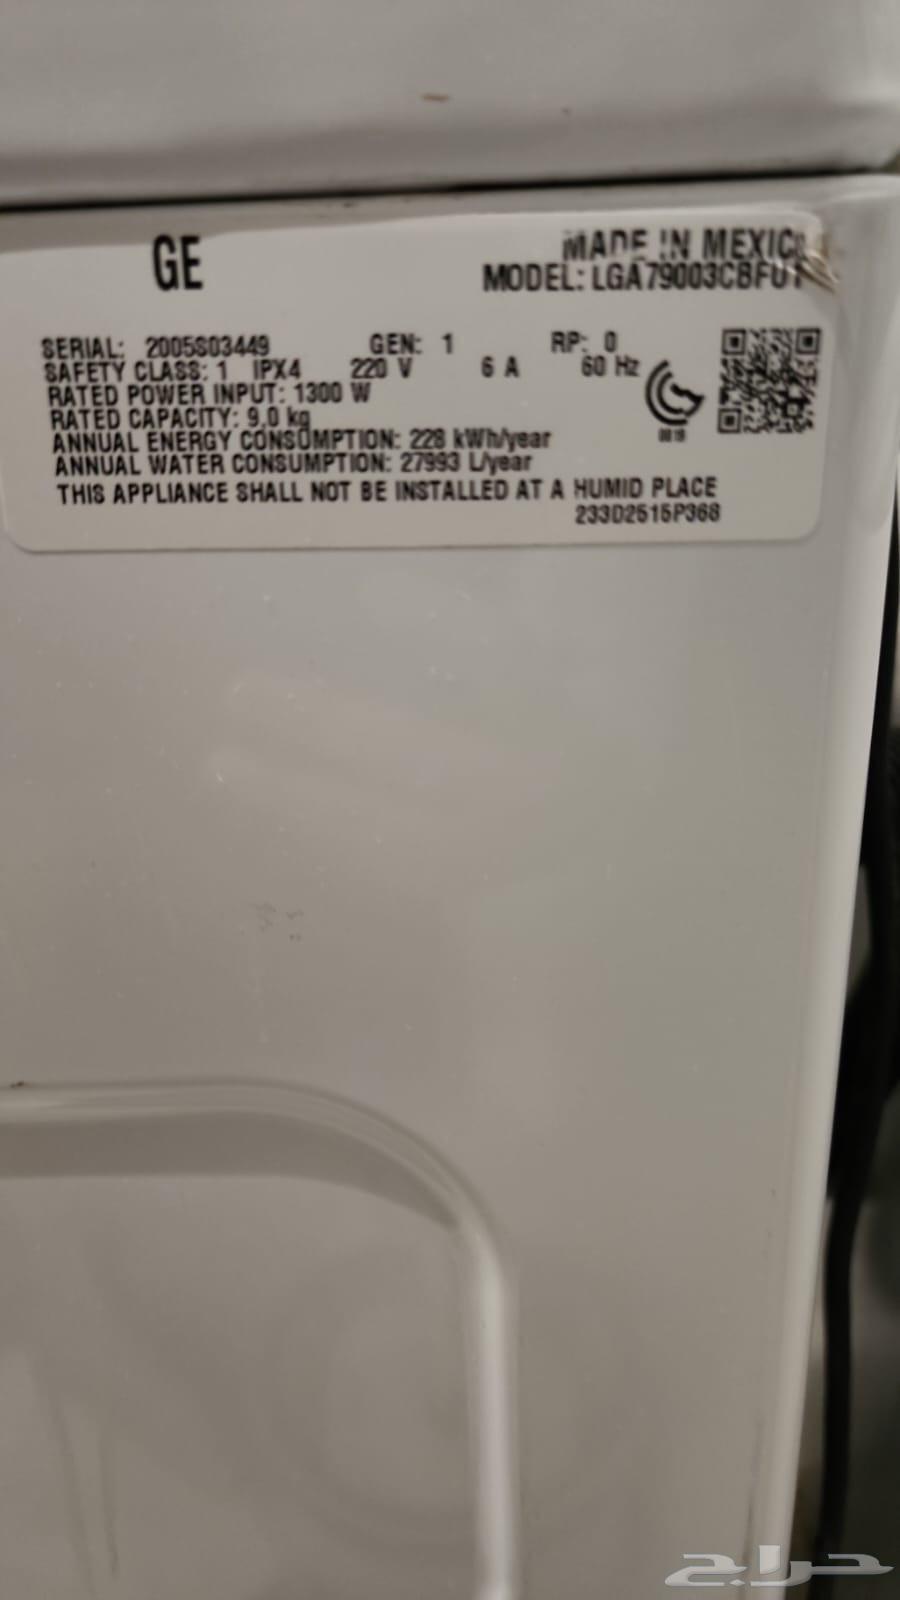 GE
MADE IN MEXICO
MODEL: LGA79003CBFU1
SERIAL: 2005S03449 GEN: 1 RP: 0
SAFETY CLASS: 1 IPX4 220 V 6 A 60 Hz
RATED POWER INPUT: 1300 W
RATED CAPACITY: 9.0 kg
ANNUAL ENERGY CONSUMPTION: 228 kWh/year
ANNUAL WATER CONSUMPTION: 27993 L/year
THIS APPLIANCE SHALL NOT BE INSTALLED AT A HUMID PLACE
233D2515P368
حراج